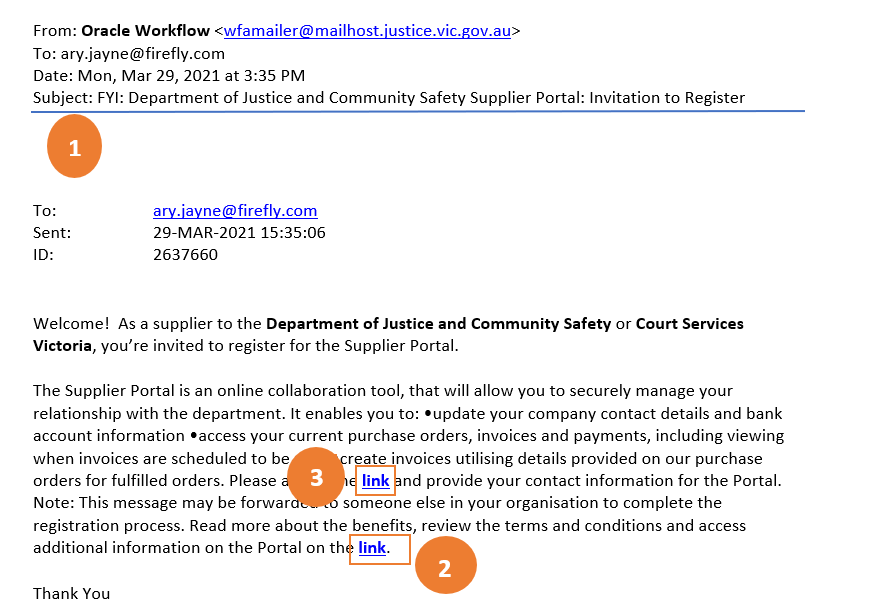 From: Oracle Workflow <wfamailer@mailhost.justice.vic.gov.au>
To: ary.jayne@firefly.com
Date: Mon, Mar 29, 2021 at 3:35 PM
Subject: FYI: Department of Justice and Community Safety Supplier Portal: Invitation to Register
1
To: ary.jayne@firefly.com
Sent: 29-MAR-2021 15:35:06
ID: 2637660
Welcome!  As a supplier to the Department of Justice and Community Safety or Court Services
Victoria, you’re invited to register for the Supplier Portal.
The Supplier Portal is an online collaboration tool, that will allow you to securely manage your
relationship with the department. It enables you to: •update your company contact details and bank
account information •access your current purchase orders, invoices and payments, including viewing
when invoices are scheduled to be create invoices utilising details provided on our purchase
orders for fulfilled orders. Please 3 link and provide your contact information for the Portal.
Note: This message may be forwarded to someone else in your organisation to complete the
registration process. Read more about the benefits, review the terms and conditions and access
additional information on the Portal on the link.
2
Thank You